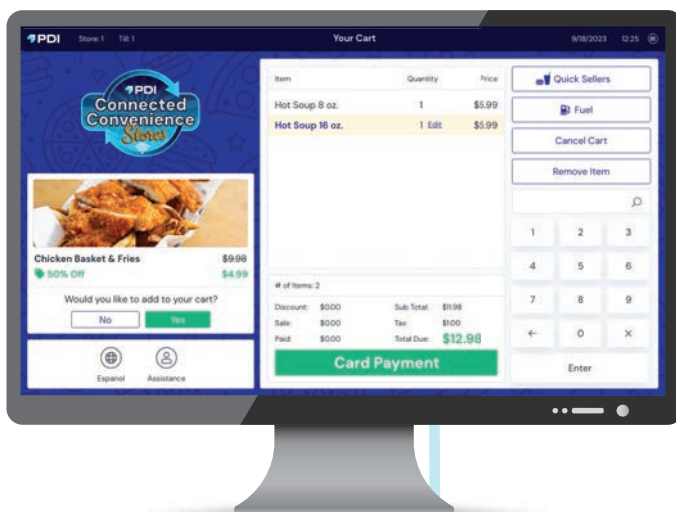 PDI Store: 1 Till: 1 Your Cart 9/18/2023 12:25
PDI
Connected
Convenience
Stores
Chicken Basket & Fries $9.98
50% Off $4.99
Would you like to add to your cart?
No Yes
Espanol Assistance
Item Quantity Price
Hot Soup 8 oz. 1 $5.99
Hot Soup 16 oz. 1 Edit $5.99
# of Items: 2
Discount: $0.00 Sub Total: $11.98
Sale: $0.00 Tax: $1.00
Paid: $0.00 Total Due: $12.98
Card Payment
Quick Sellers
Fuel
Cancel Cart
Remove Item
1 2 3
4 5 6
7 8 9
← 0 ×
Enter